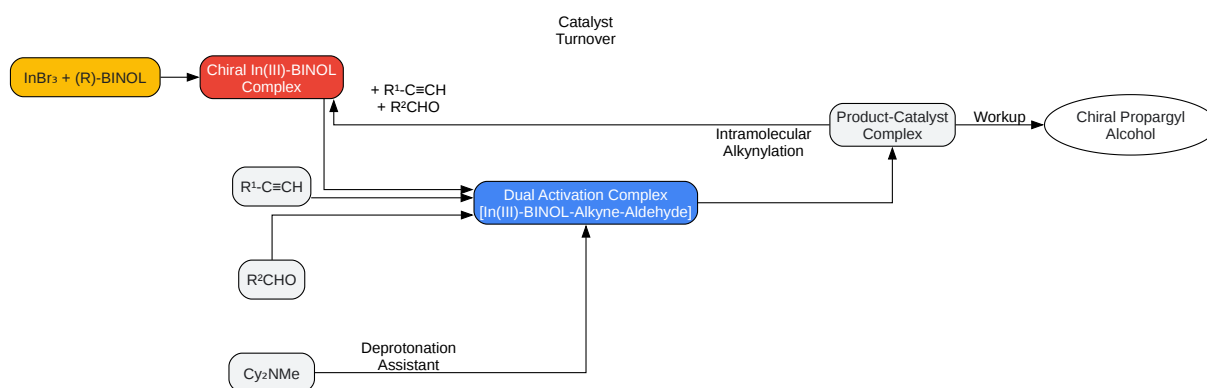 Catalyst
Turnover
InBr₃ + (R)-BINOL
Chiral In(III)-BINOL
Complex
+ R¹-C≡CH
+ R²CHO
Intramolecular
Alkynylation
Product-Catalyst
Complex
Workup
Chiral Propargyl
Alcohol
R¹-C≡CH
Dual Activation Complex
[In(III)-BINOL-Alkyne-Aldehyde]
R²CHO
Deprotonation
Assistant
Cy₂NMe